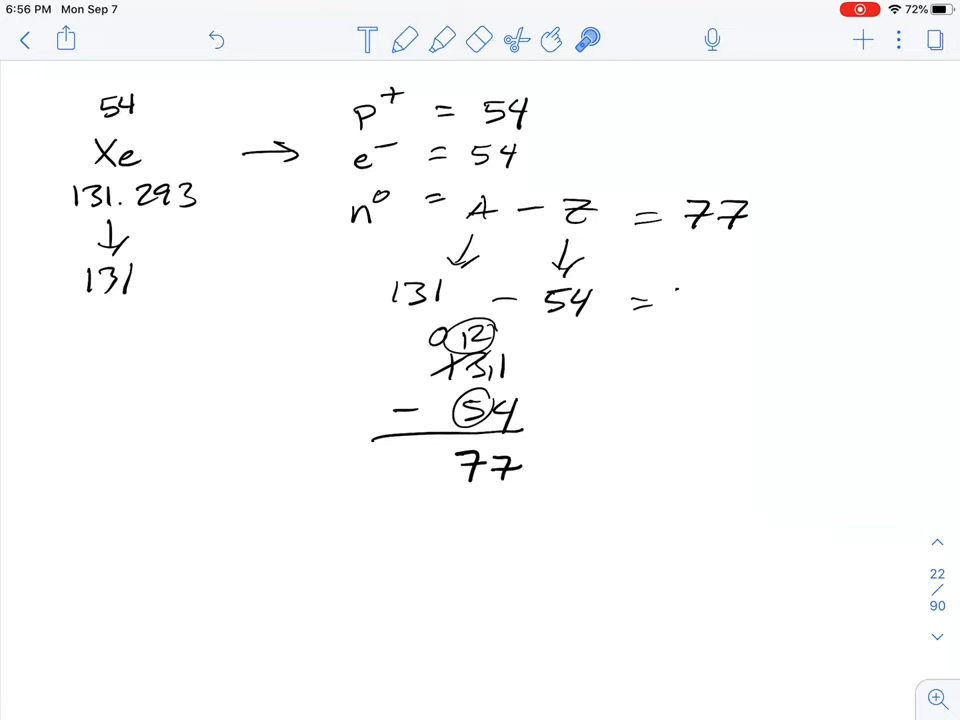 6:56 PM Mon Sep 7
72%
T
54
Xe
131.293
↓
131
→
p⁺ = 54
e⁻ = 54
n⁰ = A − Z = 77
↓ ↓
131 − 54 =
0 12
131
− 54
77
22
/
90